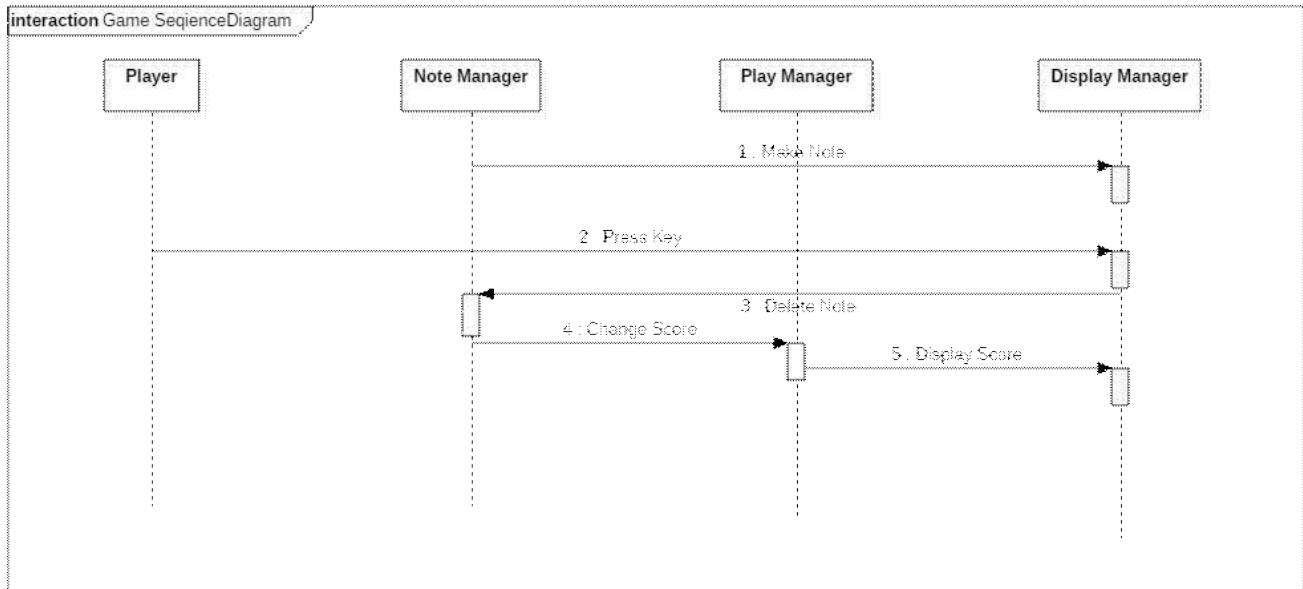 interaction Game SeqienceDiagram
Player
Note Manager
Play Manager
Display Manager
1 : Make Note
2 : Press Key
3 : Delete Note
4 : Change Score
5 : Display Score